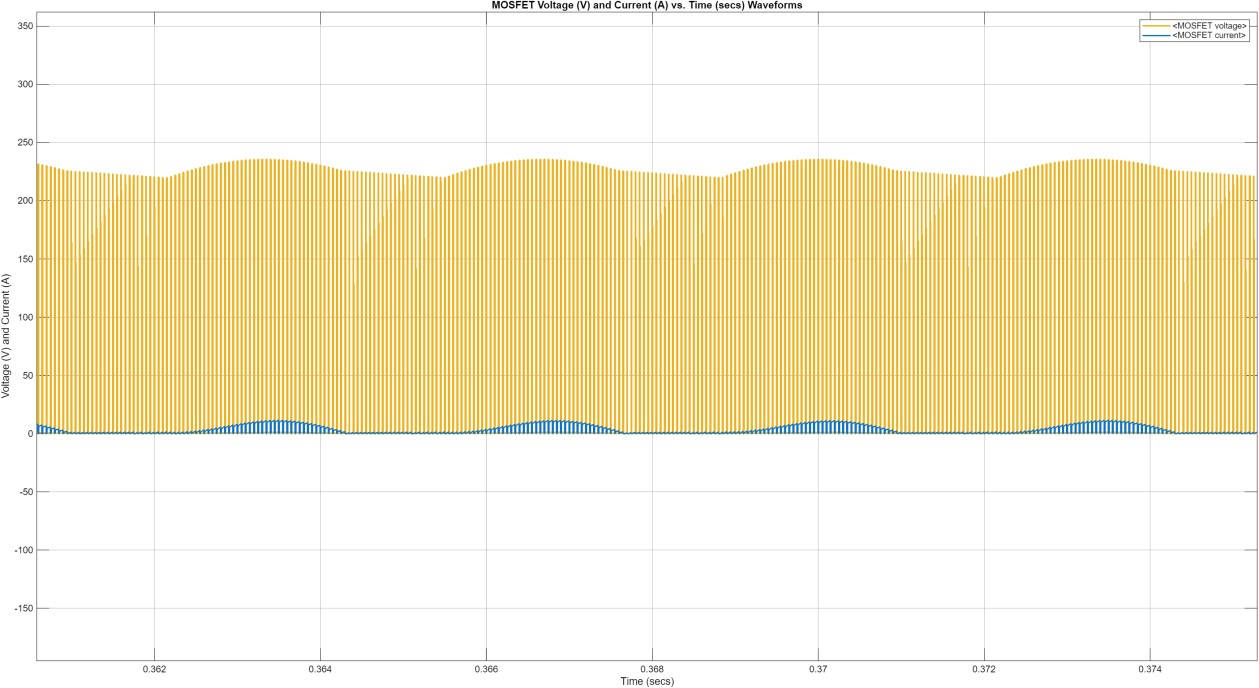 MOSFET Voltage (V) and Current (A) vs. Time (secs) Waveforms
<MOSFET voltage>
<MOSFET current>
350
300
250
200
150
100
50
0
-50
-100
-150
Voltage (V) and Current (A)
0.362 0.364 0.366 0.368 0.37 0.372 0.374
Time (secs)